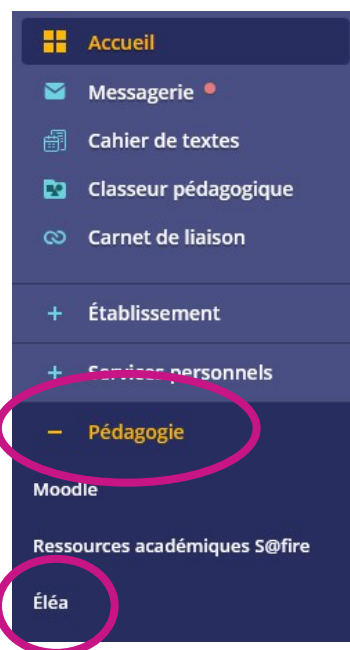 Accueil
Messagerie
Cahier de textes
Classeur pédagogique
Carnet de liaison
+ Établissement
+ Services personnels
– Pédagogie
Moodle
Ressources académiques S@fire
Éléa